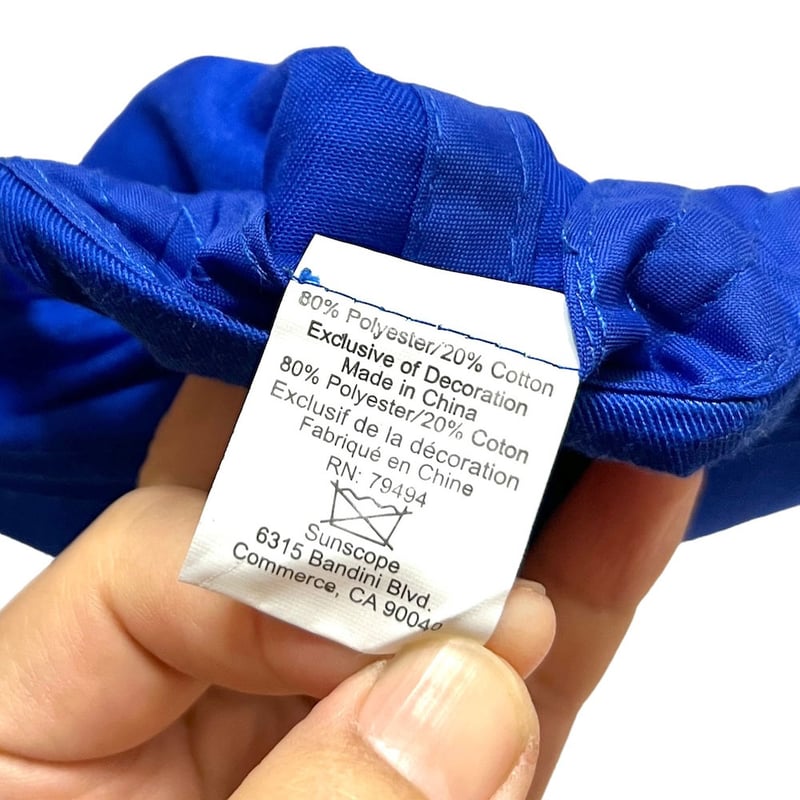 80% Polyester/20% Cotton
Exclusive of Decoration
Made in China
80% Polyester/20% Coton
Exclusif de la décoration
Fabriqué en Chine
RN: 79494
Sunscope
6315 Bandini Blvd.
Commerce, CA